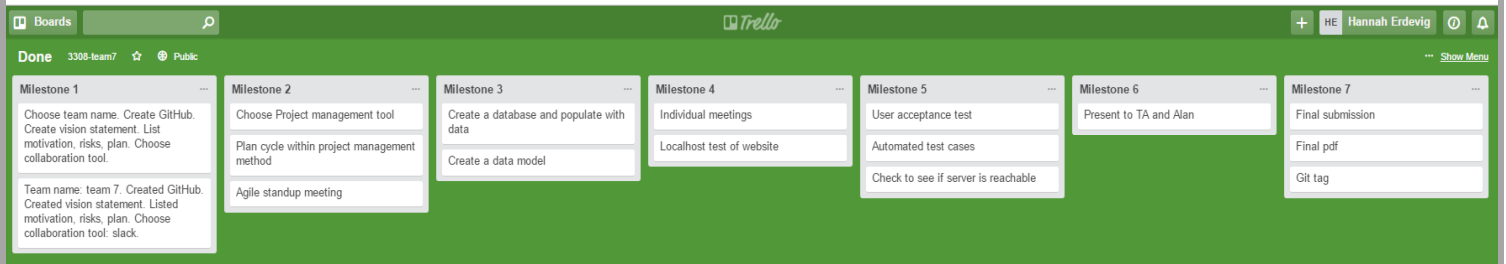 Boards
Trello
HE Hannah Erdevig
Done 3308-team7 Public
... Show Menu
Milestone 1 ...
Choose team name. Create GitHub.
Create vision statement. List
motivation, risks, plan. Choose
collaboration tool.
Team name: team 7. Created GitHub.
Created vision statement. Listed
motivation, risks, plan. Choose
collaboration tool: slack.
Milestone 2 ...
Choose Project management tool
Plan cycle within project management
method
Agile standup meeting
Milestone 3 ...
Create a database and populate with
data
Create a data model
Milestone 4 ...
Individual meetings
Localhost test of website
Milestone 5 ...
User acceptance test
Automated test cases
Check to see if server is reachable
Milestone 6 ...
Present to TA and Alan
Milestone 7 ...
Final submission
Final pdf
Git tag